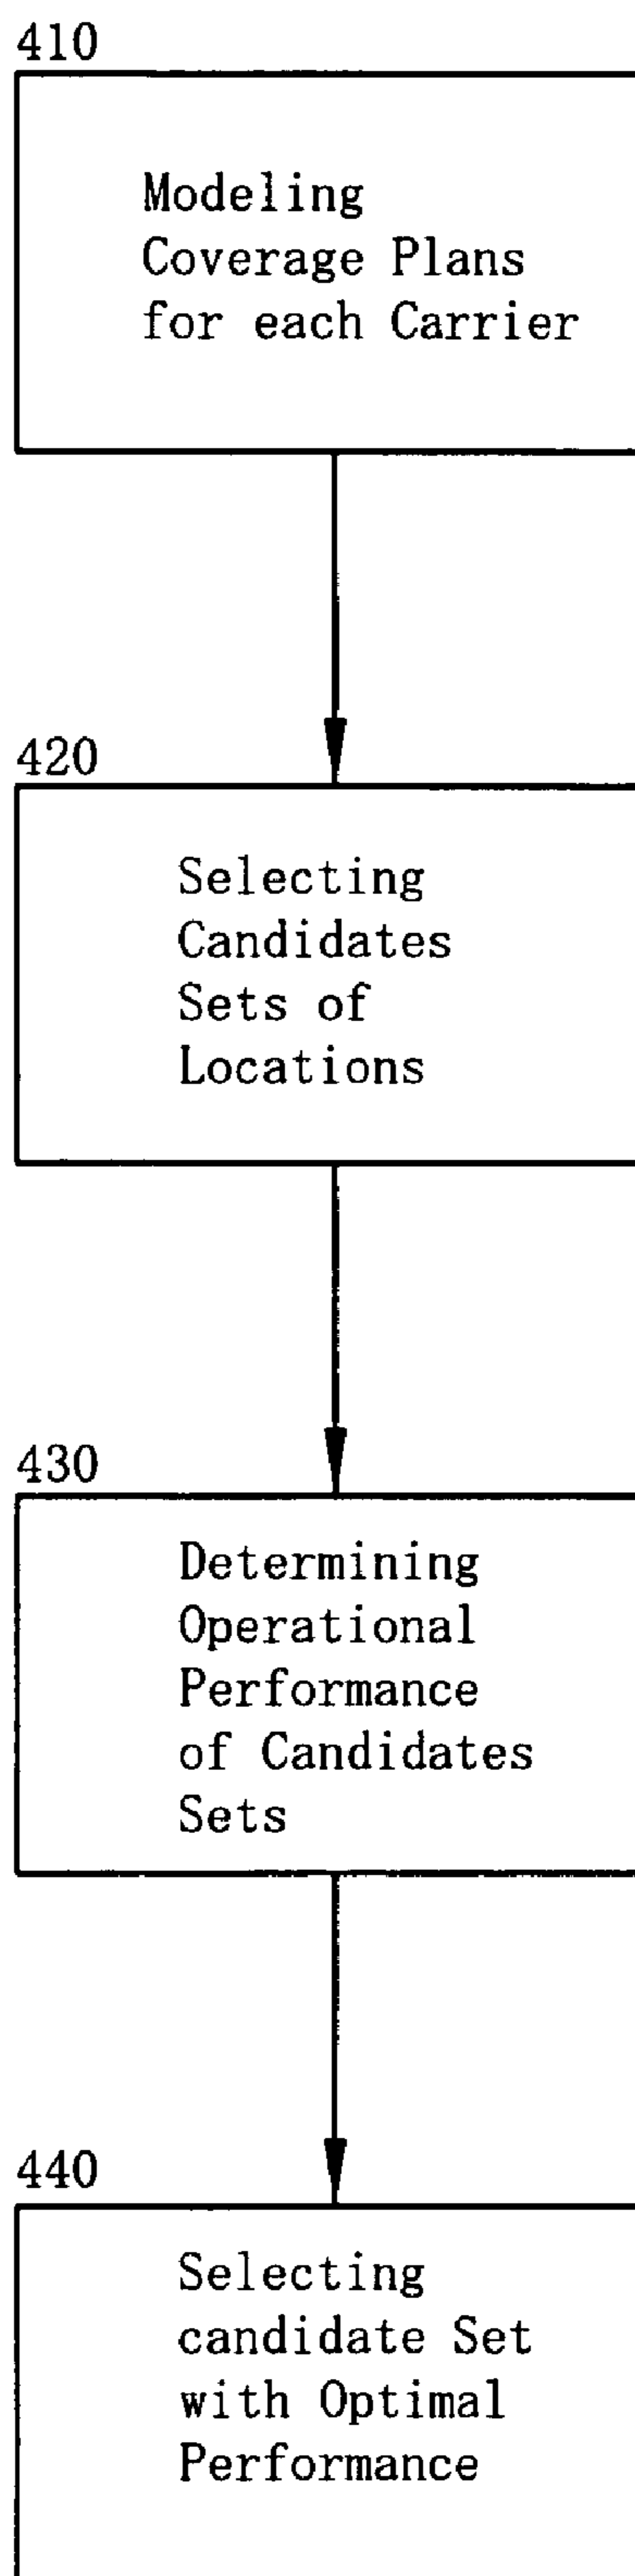 410
Modeling
Coverage Plans
for each Carrier
420
Selecting
Candidates
Sets of
Locations
430
Determining
Operational
Performance
of Candidates
Sets
440
Selecting
candidate Set
with Optimal
Performance